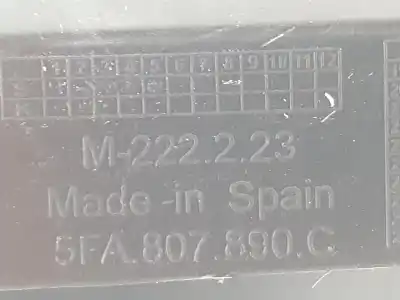 1 2 3 4 5 6 7 8 9 10 11 12
M-222.2.23
Made in Spain
5FA.807.890.C